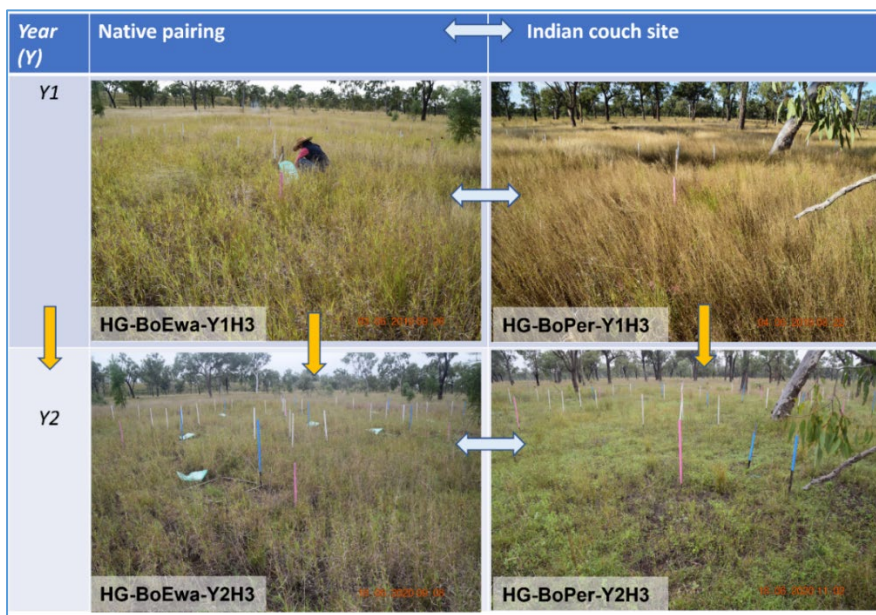 Year
(Y)
Native pairing
Indian couch site
Y1
HG-BoEwa-Y1H3
HG-BoPer-Y1H3
Y2
HG-BoEwa-Y2H3
HG-BoPer-Y2H3